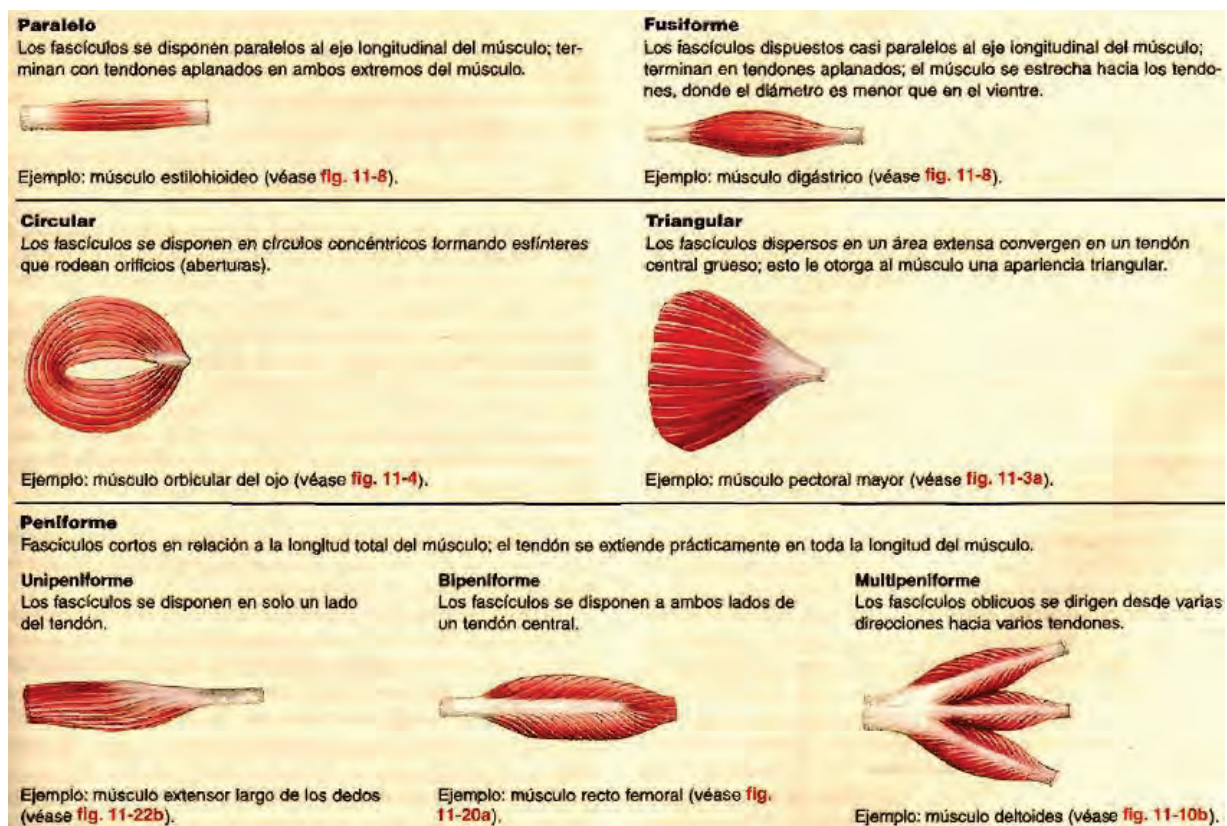 Paralelo
Los fascículos se disponen paralelos al eje longitudinal del músculo; ter-
minan con tendones aplanados en ambos extremos del músculo.
Ejemplo: músculo estilohioideo (véase fig. 11-8).
Fusiforme
Los fascículos dispuestos casi paralelos al eje longitudinal del músculo;
terminan en tendones aplanados; el músculo se estrecha hacia los tendo-
nes, donde el diámetro es menor que en el vientre.
Ejemplo: músculo digástrico (véase fig. 11-8).
Circular
Los fascículos se disponen en círculos concéntricos formando esfínteres
que rodean orificios (aberturas).
Ejemplo: músculo orbicular del ojo (véase fig. 11-4).
Triangular
Los fascículos dispersos en un área extensa convergen en un tendón
central grueso; esto le otorga al músculo una apariencia triangular.
Ejemplo: músculo pectoral mayor (véase fig. 11-3a).
Peniforme
Fascículos cortos en relación a la longitud total del músculo; el tendón se extiende prácticamente en toda la longitud del músculo.
Unipeniforme
Los fascículos se disponen en solo un lado
del tendón.
Ejemplo: músculo extensor largo de los dedos
(véase fig. 11-22b).
Bipeniforme
Los fascículos se disponen a ambos lados de
un tendón central.
Ejemplo: músculo recto femoral (véase fig.
11-20a).
Multipeniforme
Los fascículos oblicuos se dirigen desde varias
direcciones hacia varios tendones.
Ejemplo: músculo deltoides (véase fig. 11-10b).